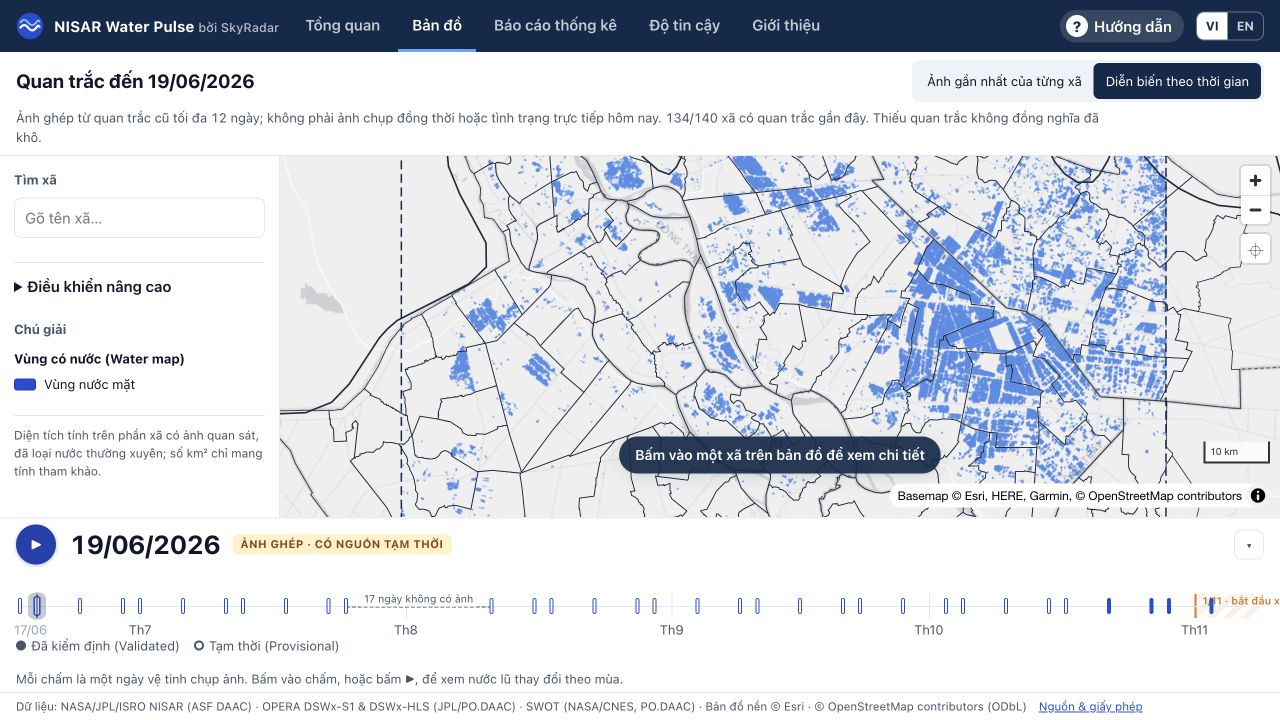 NISAR Water Pulse bởi SkyRadar
Tổng quan
Bản đồ
Báo cáo thống kê
Độ tin cậy
Giới thiệu
? Hướng dẫn
VI EN
Quan trắc đến 19/06/2026
Ảnh gần nhất của từng xã
Diễn biến theo thời gian
Ảnh ghép từ quan trắc cũ tối đa 12 ngày; không phải ảnh chụp đồng thời hoặc tình trạng trực tiếp hôm nay. 134/140 xã có quan trắc gần đây. Thiếu quan trắc không đồng nghĩa đã
khô.
Tìm xã
Gõ tên xã...
Điều khiển nâng cao
Chú giải
Vùng có nước (Water map)
Vùng nước mặt
Diện tích tính trên phần xã có ảnh quan sát,
đã loại nước thường xuyên; số km² chỉ mang
tính tham khảo.
+
−
Bấm vào một xã trên bản đồ để xem chi tiết
10 km
Basemap © Esri, HERE, Garmin, © OpenStreetMap contributors
19/06/2026
ẢNH GHÉP · CÓ NGUỒN TẠM THỜI
17 ngày không có ảnh
1/11 · bắt đầu x
17/06
Th7
Th8
Th9
Th10
Th11
Đã kiểm định (Validated)
Tạm thời (Provisional)
Mỗi chấm là một ngày vệ tinh chụp ảnh. Bấm vào chấm, hoặc bấm ▶, để xem nước lũ thay đổi theo mùa.
Dữ liệu: NASA/JPL/ISRO NISAR (ASF DAAC) · OPERA DSWx-S1 & DSWx-HLS (JPL/PO.DAAC) · SWOT (NASA/CNES, PO.DAAC) · Bản đồ nền © Esri · © OpenStreetMap contributors (ODbL)
Nguồn & giấy phép